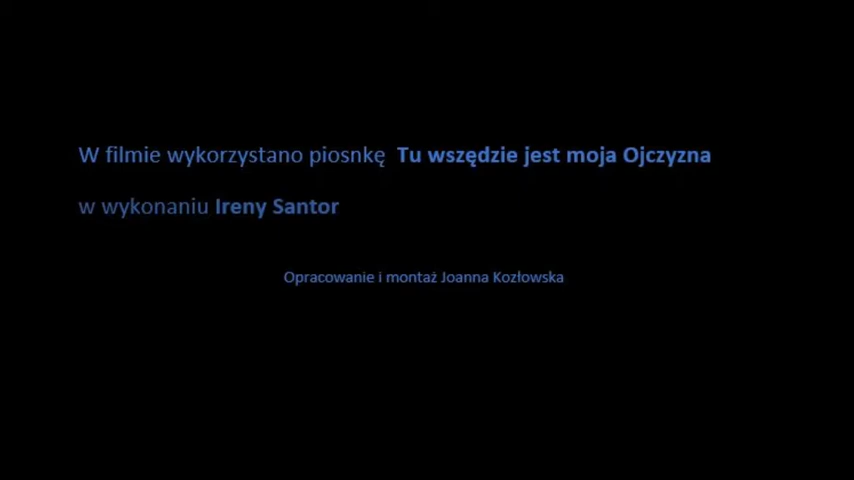 W filmie wykorzystano piosnkę Tu wszędzie jest moja Ojczyzna
w wykonaniu Ireny Santor
Opracowanie i montaż Joanna Kozłowska